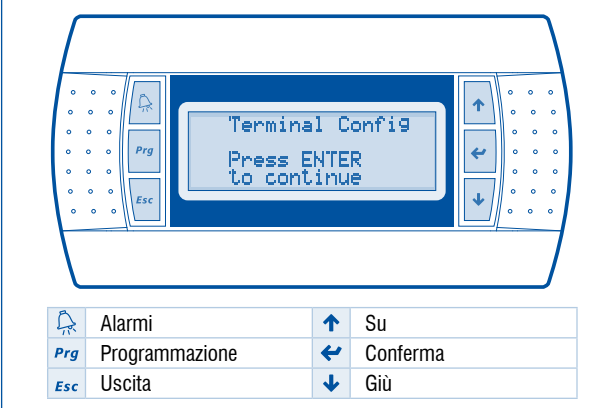 Prg
Esc
Terminal Config
Press ENTER
to continue
Alarmi
Su
Prg Programmazione
Conferma
Esc Uscita
Giù